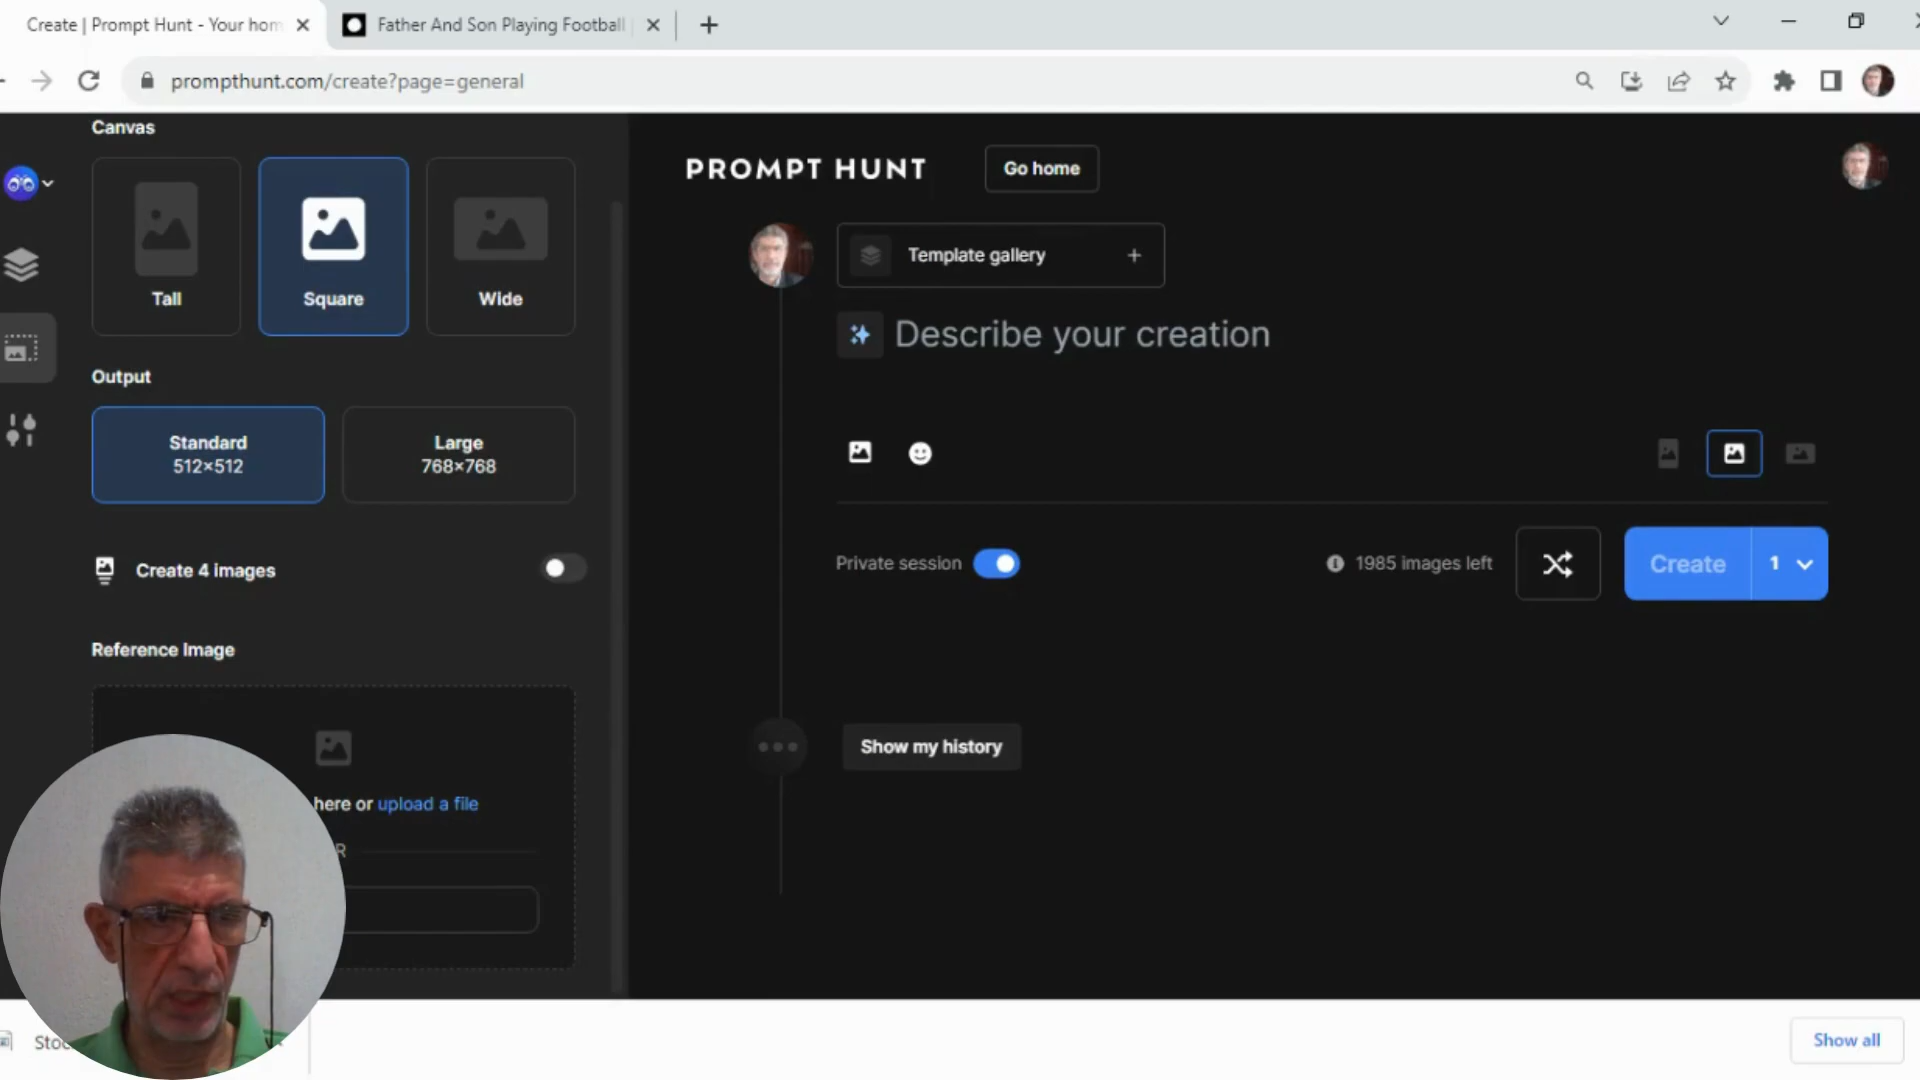 Create | Prompt Hunt - Your hom
Father And Son Playing Football
prompthunt.com/create?page=general
Canvas
PROMPT HUNT
Go home
Template gallery
Tall
Square
Wide
Describe your creation
Output
Standard
512×512
Large
768×768
Private session
1985 images left
Create
1
Create 4 images
Reference Image
Show my history
here or upload a file
R
Show all